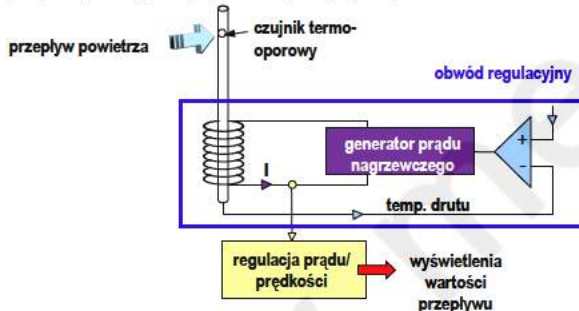 czujnik termo-
oporowy
przepływ powietrza
obwód regulacyjny
generator prądu
nagrzewczego
+
-
I
temp. drutu
regulacja prądu/
prędkości
wyświetlenia
wartości
przepływu